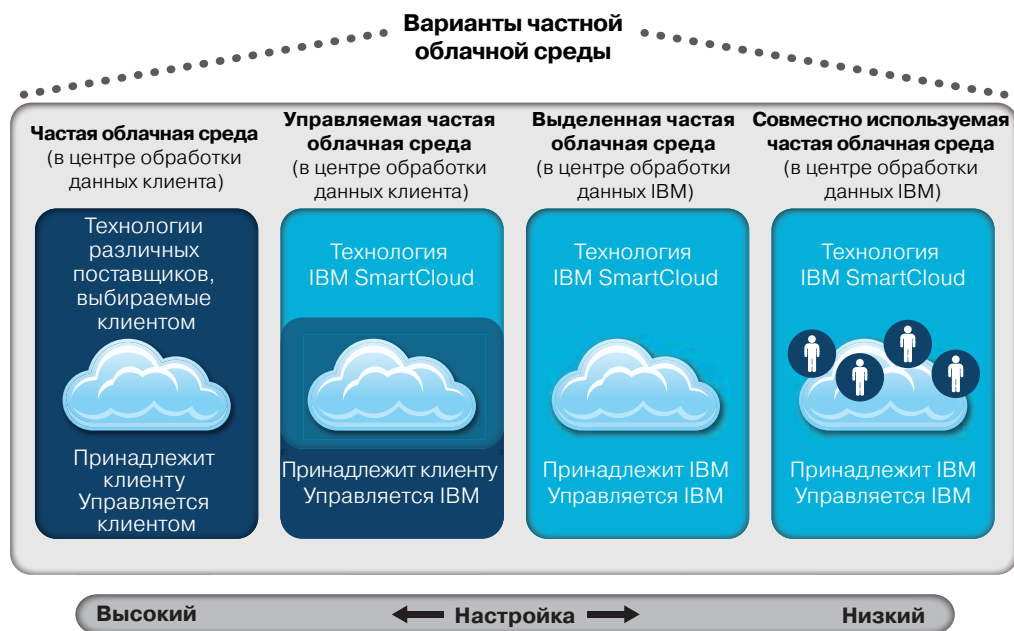 Варианты частной
облачной среды
Частая облачная среда
(в центре обработки
данных клиента)
Технологии
различных
поставщиков,
выбираемые
клиентом
Принадлежит
клиенту
Управляется
клиентом
Управляемая частая
облачная среда
(в центре обработки
данных клиента)
Технология
IBM SmartCloud
Принадлежит клиенту
Управляется IBM
Выделенная частая
облачная среда
(в центре обработки
данных IBM)
Технология
IBM SmartCloud
Принадлежит IBM
Управляется IBM
Совместно используемая
частая облачная среда
(в центре обработки
данных IBM)
Технология
IBM SmartCloud
Принадлежит IBM
Управляется IBM
Высокий Настройка Низкий